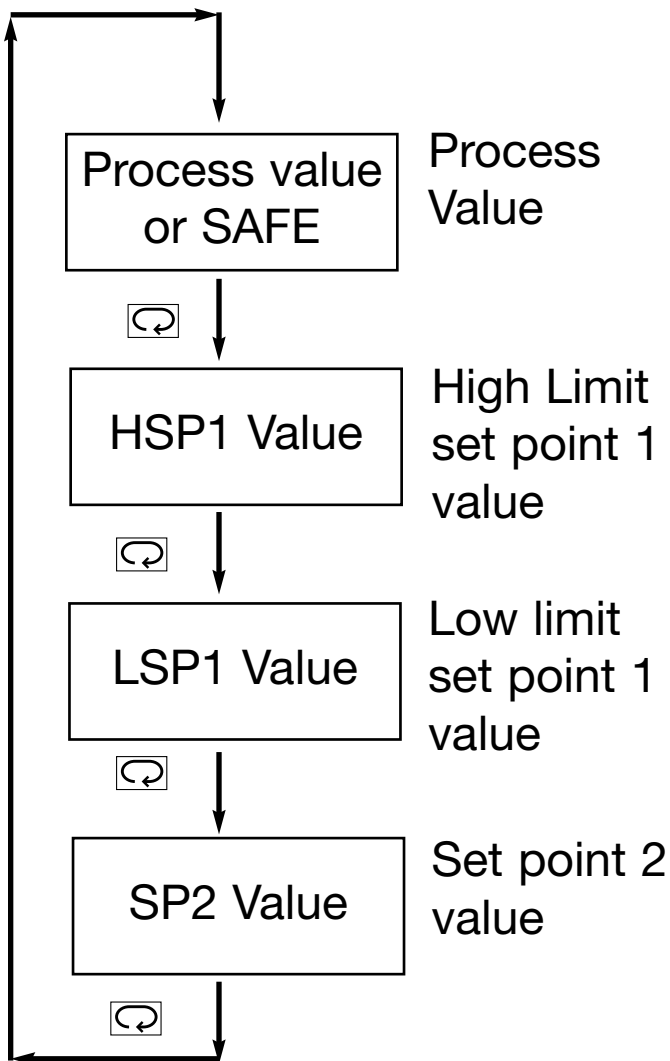 Process value
or SAFE
Process
Value
HSP1 Value
High Limit
set point 1
value
LSP1 Value
Low limit
set point 1
value
SP2 Value
Set point 2
value